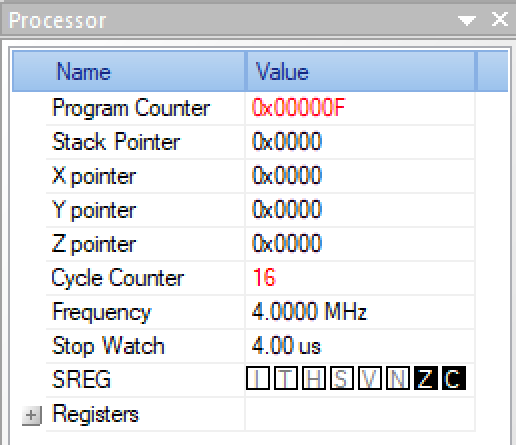 Processor
Name Value
Program Counter 0x00000F
Stack Pointer 0x0000
X pointer 0x0000
Y pointer 0x0000
Z pointer 0x0000
Cycle Counter 16
Frequency 4.0000 MHz
Stop Watch 4.00 us
SREG I T H S V N Z C
Registers